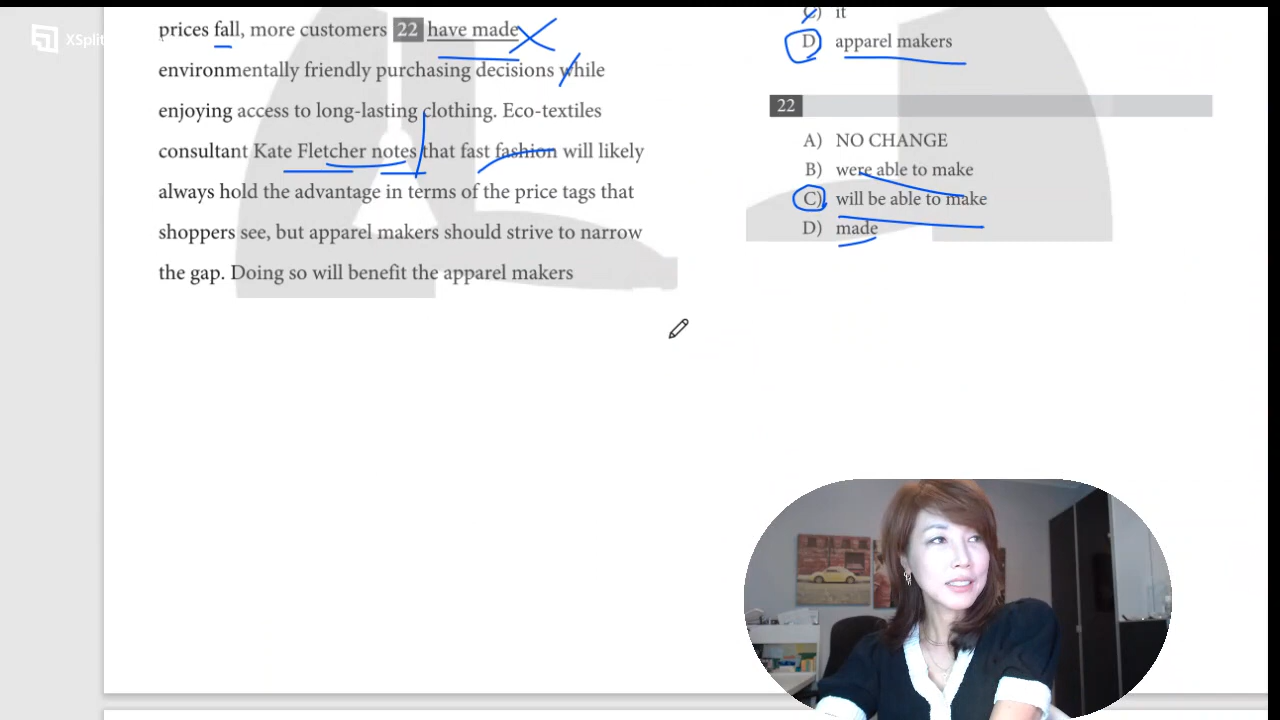 XSplit
prices fall, more customers 22 have made
environmentally friendly purchasing decisions while
enjoying access to long-lasting clothing. Eco-textiles
consultant Kate Fletcher notes that fast fashion will likely
always hold the advantage in terms of the price tags that
shoppers see, but apparel makers should strive to narrow
the gap. Doing so will benefit the apparel makers
C) it
D apparel makers
22
A) NO CHANGE
B) were able to make
C) will be able to make
D) made